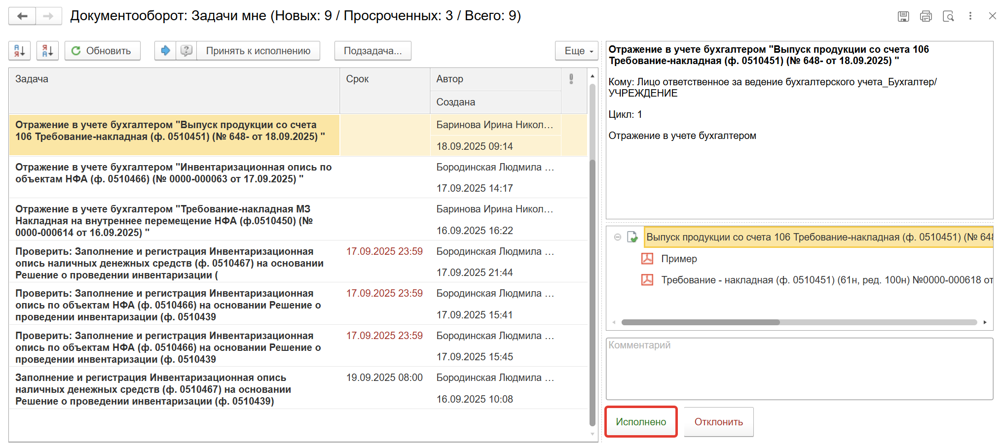 Документооборот: Задачи мне (Новых: 9 / Просроченных: 3 / Всего: 9)
Обновить
Принять к исполнению
Подзадача...
Еще
Задача
Срок
Автор
Создана
Отражение в учете бухгалтером "Выпуск продукции со счета
106 Требование-накладная (ф. 0510451) (№ 648- от 18.09.2025) "
Баринова Ирина Никол...
18.09.2025 09:14
Отражение в учете бухгалтером "Инвентаризационная опись по
объектам НФА (ф. 0510466) (№ 0000-000063 от 17.09.2025) "
Бородинская Людмила ...
17.09.2025 14:17
Отражение в учете бухгалтером "Требование-накладная МЗ
Накладная на внутреннее перемещение НФА (ф.0510450) (№
0000-000614 от 16.09.2025) "
Баринова Ирина Никол...
16.09.2025 16:22
Проверить: Заполнение и регистрация Инвентаризационная
опись наличных денежных средств (ф. 0510467) на основании
Решение о проведении инвентаризации (
17.09.2025 23:59
Бородинская Людмила ...
17.09.2025 21:44
Проверить: Заполнение и регистрация Инвентаризационная
опись по объектам НФА (ф. 0510466) на основании Решение о
проведении инвентаризации (ф. 0510439
17.09.2025 23:59
Бородинская Людмила ...
17.09.2025 15:41
Проверить: Заполнение и регистрация Инвентаризационная
опись по объектам НФА (ф. 0510466) на основании Решение о
проведении инвентаризации (ф. 0510439
17.09.2025 23:59
Бородинская Людмила ...
17.09.2025 15:45
Заполнение и регистрация Инвентаризационная опись
наличных денежных средств (ф. 0510467) на основании
Решение о проведении инвентаризации (ф. 0510439)
19.09.2025 08:00
Бородинская Людмила ...
16.09.2025 10:08
Отражение в учете бухгалтером "Выпуск продукции со счета 106
Требование-накладная (ф. 0510451) (№ 648- от 18.09.2025) "
Кому: Лицо ответственное за ведение бухгалтерского учета_Бухгалтер/
УЧРЕЖДЕНИЕ
Цикл: 1
Отражение в учете бухгалтером
Выпуск продукции со счета 106 Требование-накладная (ф. 0510451) (№ 648
Пример
Требование - накладная (ф. 0510451) (61н, ред. 100н) №0000-000618 от
Комментарий
Исполнено
Отклонить